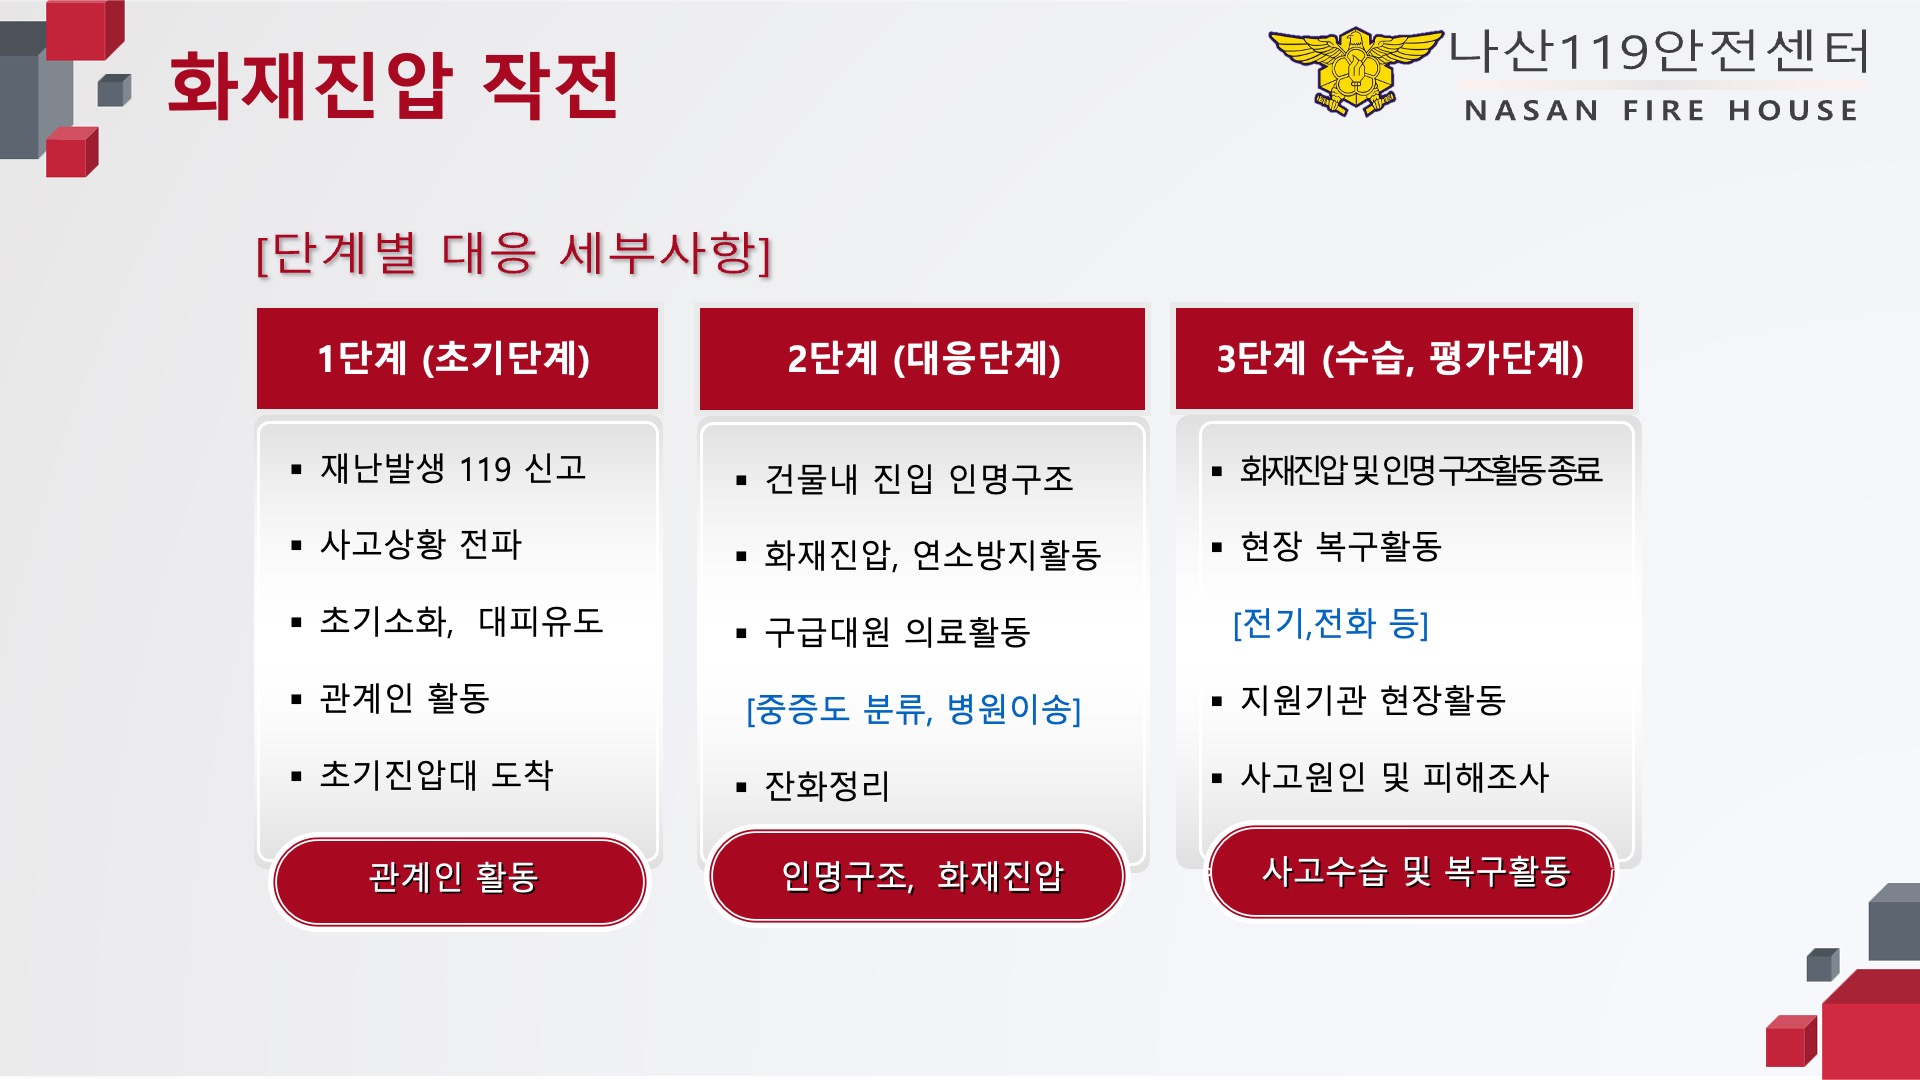 화재진압 작전
나산119안전센터
NASAN FIRE HOUSE
[단계별 대응 세부사항]
1단계 (초기단계)
▪ 재난발생 119 신고
▪ 사고상황 전파
▪ 초기소화, 대피유도
▪ 관계인 활동
▪ 초기진압대 도착
관계인 활동
2단계 (대응단계)
▪ 건물내 진입 인명구조
▪ 화재진압, 연소방지활동
▪ 구급대원 의료활동
[중증도 분류, 병원이송]
▪ 잔화정리
인명구조, 화재진압
3단계 (수습, 평가단계)
▪ 화재진압 및 인명 구조활동 종료
▪ 현장 복구활동
[전기,전화 등]
▪ 지원기관 현장활동
▪ 사고원인 및 피해조사
사고수습 및 복구활동